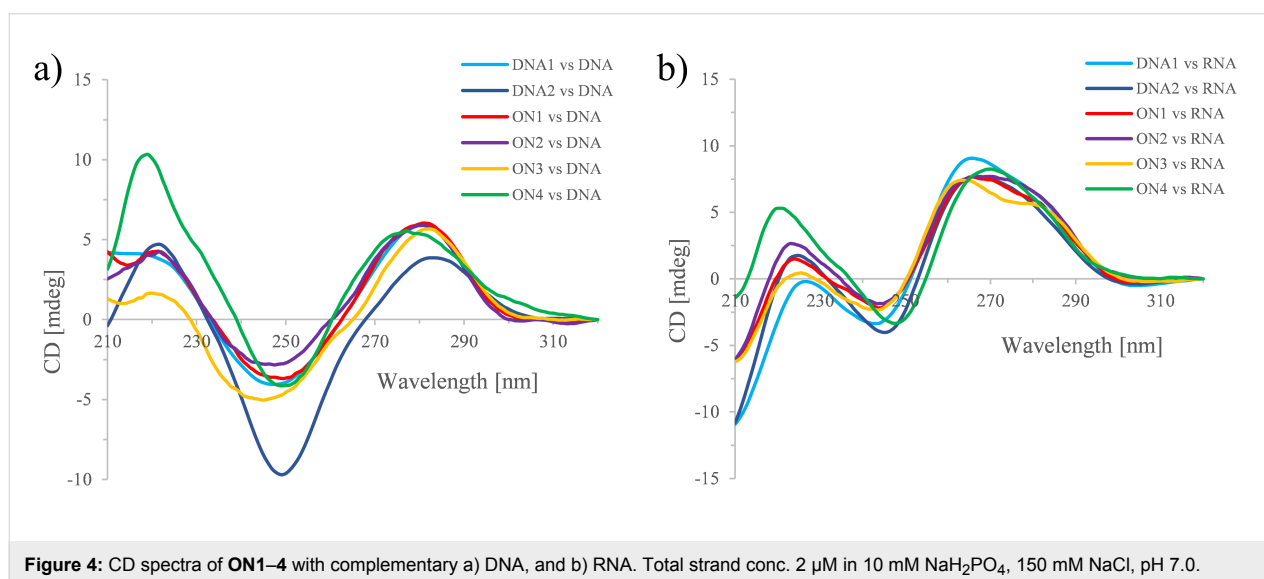 a)
DNA1 vs DNA
DNA2 vs DNA
ON1 vs DNA
ON2 vs DNA
ON3 vs DNA
ON4 vs DNA
15
10
5
0
-5
-10
CD [mdeg]
210
230
250
270
290
310
Wavelength [nm]
b)
DNA1 vs RNA
DNA2 vs RNA
ON1 vs RNA
ON2 vs RNA
ON3 vs RNA
ON4 vs RNA
15
10
5
0
-5
-10
-15
CD [mdeg]
210
230
250
270
290
310
Wavelength [nm]
Figure 4: CD spectra of ON1–4 with complementary a) DNA, and b) RNA. Total strand conc. 2 µM in 10 mM NaH₂PO₄, 150 mM NaCl, pH 7.0.